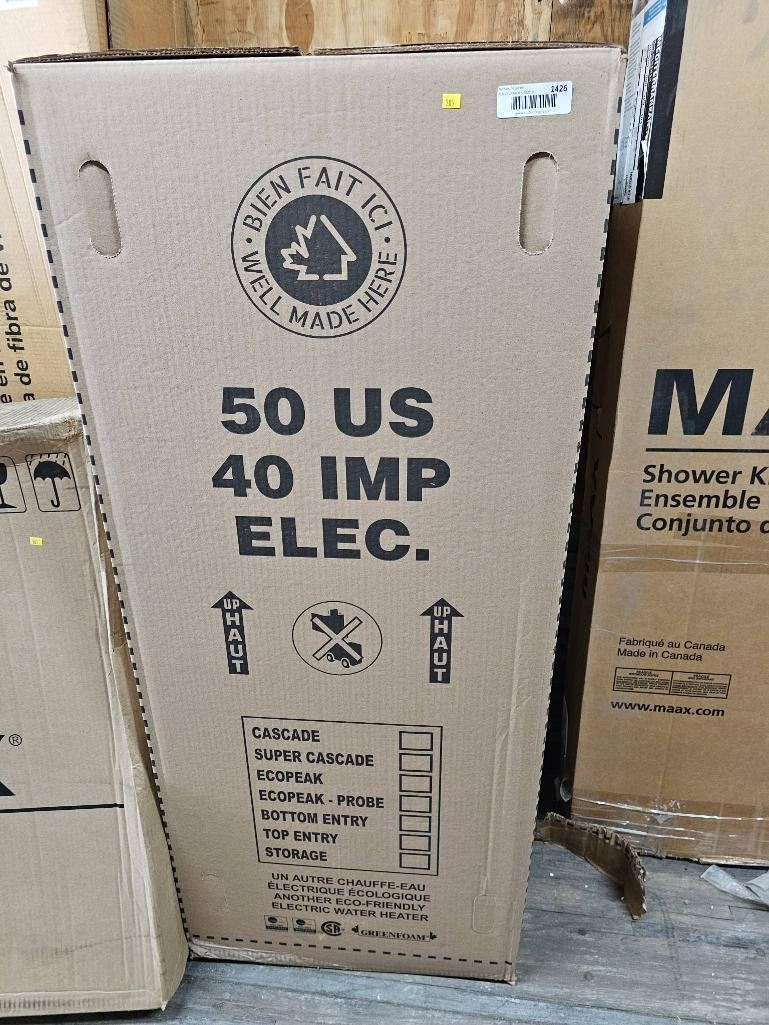 1426
505
BIEN FAIT ICI
WELL MADE HERE
50 US
40 IMP
ELEC.
UP
HAUT
UP
HAUT
CASCADE
SUPER CASCADE
ECOPEAK
ECOPEAK - PROBE
BOTTOM ENTRY
TOP ENTRY
STORAGE
UN AUTRE CHAUFFE-EAU
ÉLECTRIQUE ÉCOLOGIQUE
ANOTHER ECO-FRIENDLY
ELECTRIC WATER HEATER
GREENFOAM
de fibra de
Shower
Ensemble
Conjunto
Fabriqué au Canada
Made in Canada
www.maax.com